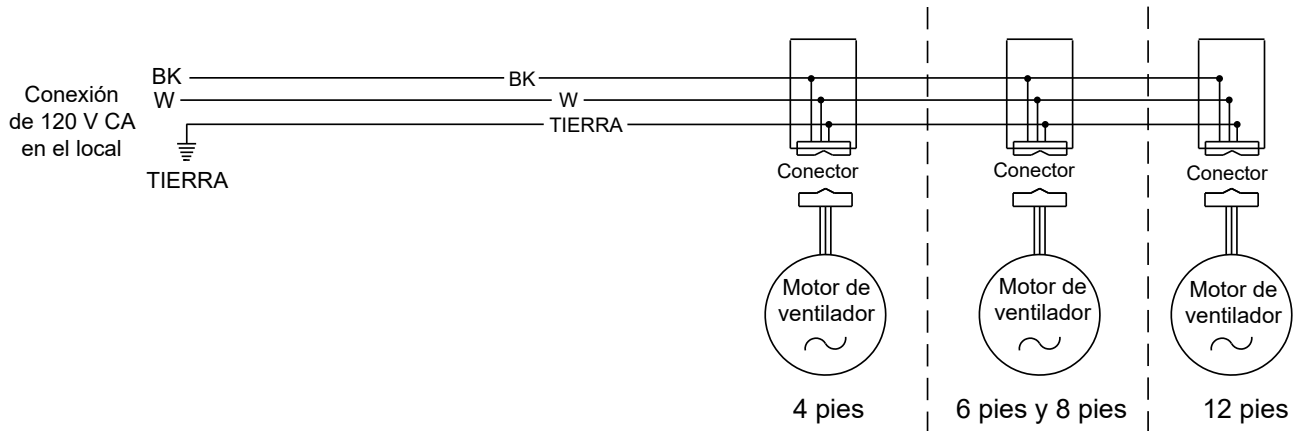 Conexión
de 120 V CA
en el local
BK
W
TIERRA
BK
W
TIERRA
Conector
Conector
Conector
Motor de
ventilador
Motor de
ventilador
Motor de
ventilador
4 pies
6 pies y 8 pies
12 pies